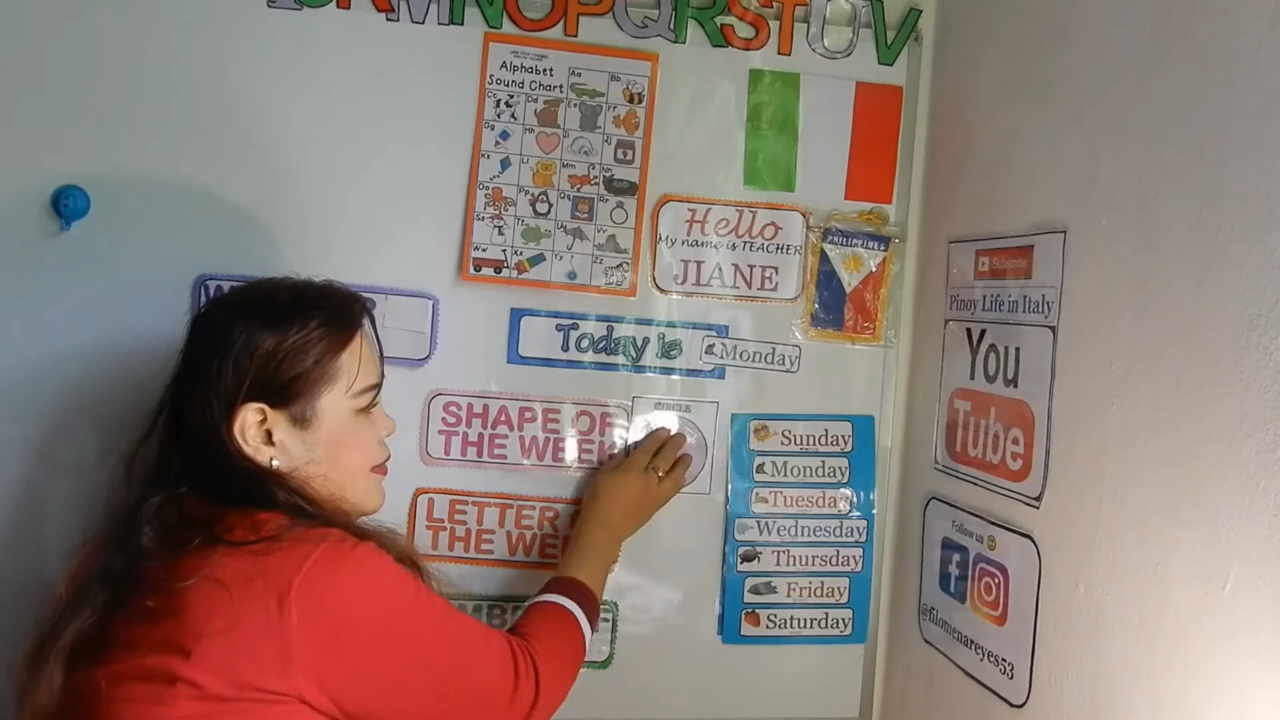 M N O P Q R S T U V
Alphabet
Sound Chart
Aa
Bb
Cc
Dd
Ee
Ff
Gg
Hh
Ii
Jj
Kk
Ll
Mm
Nn
Oo
Pp
Qq
Rr
Ss
Tt
Uu
Vv
Ww
Xx
Yy
Zz
Hello
My name is TEACHER
JIANE
PHILIPPINES
Today is
Monday
SHAPE OF
THE WEEK
CIRCLE
LETTER
THE WE
Sunday
Monday
Tuesday
Wednesday
Thursday
Friday
Saturday
Subscribe
Pinoy Life in Italy
You
Tube
Follow us
@filomenareyes53